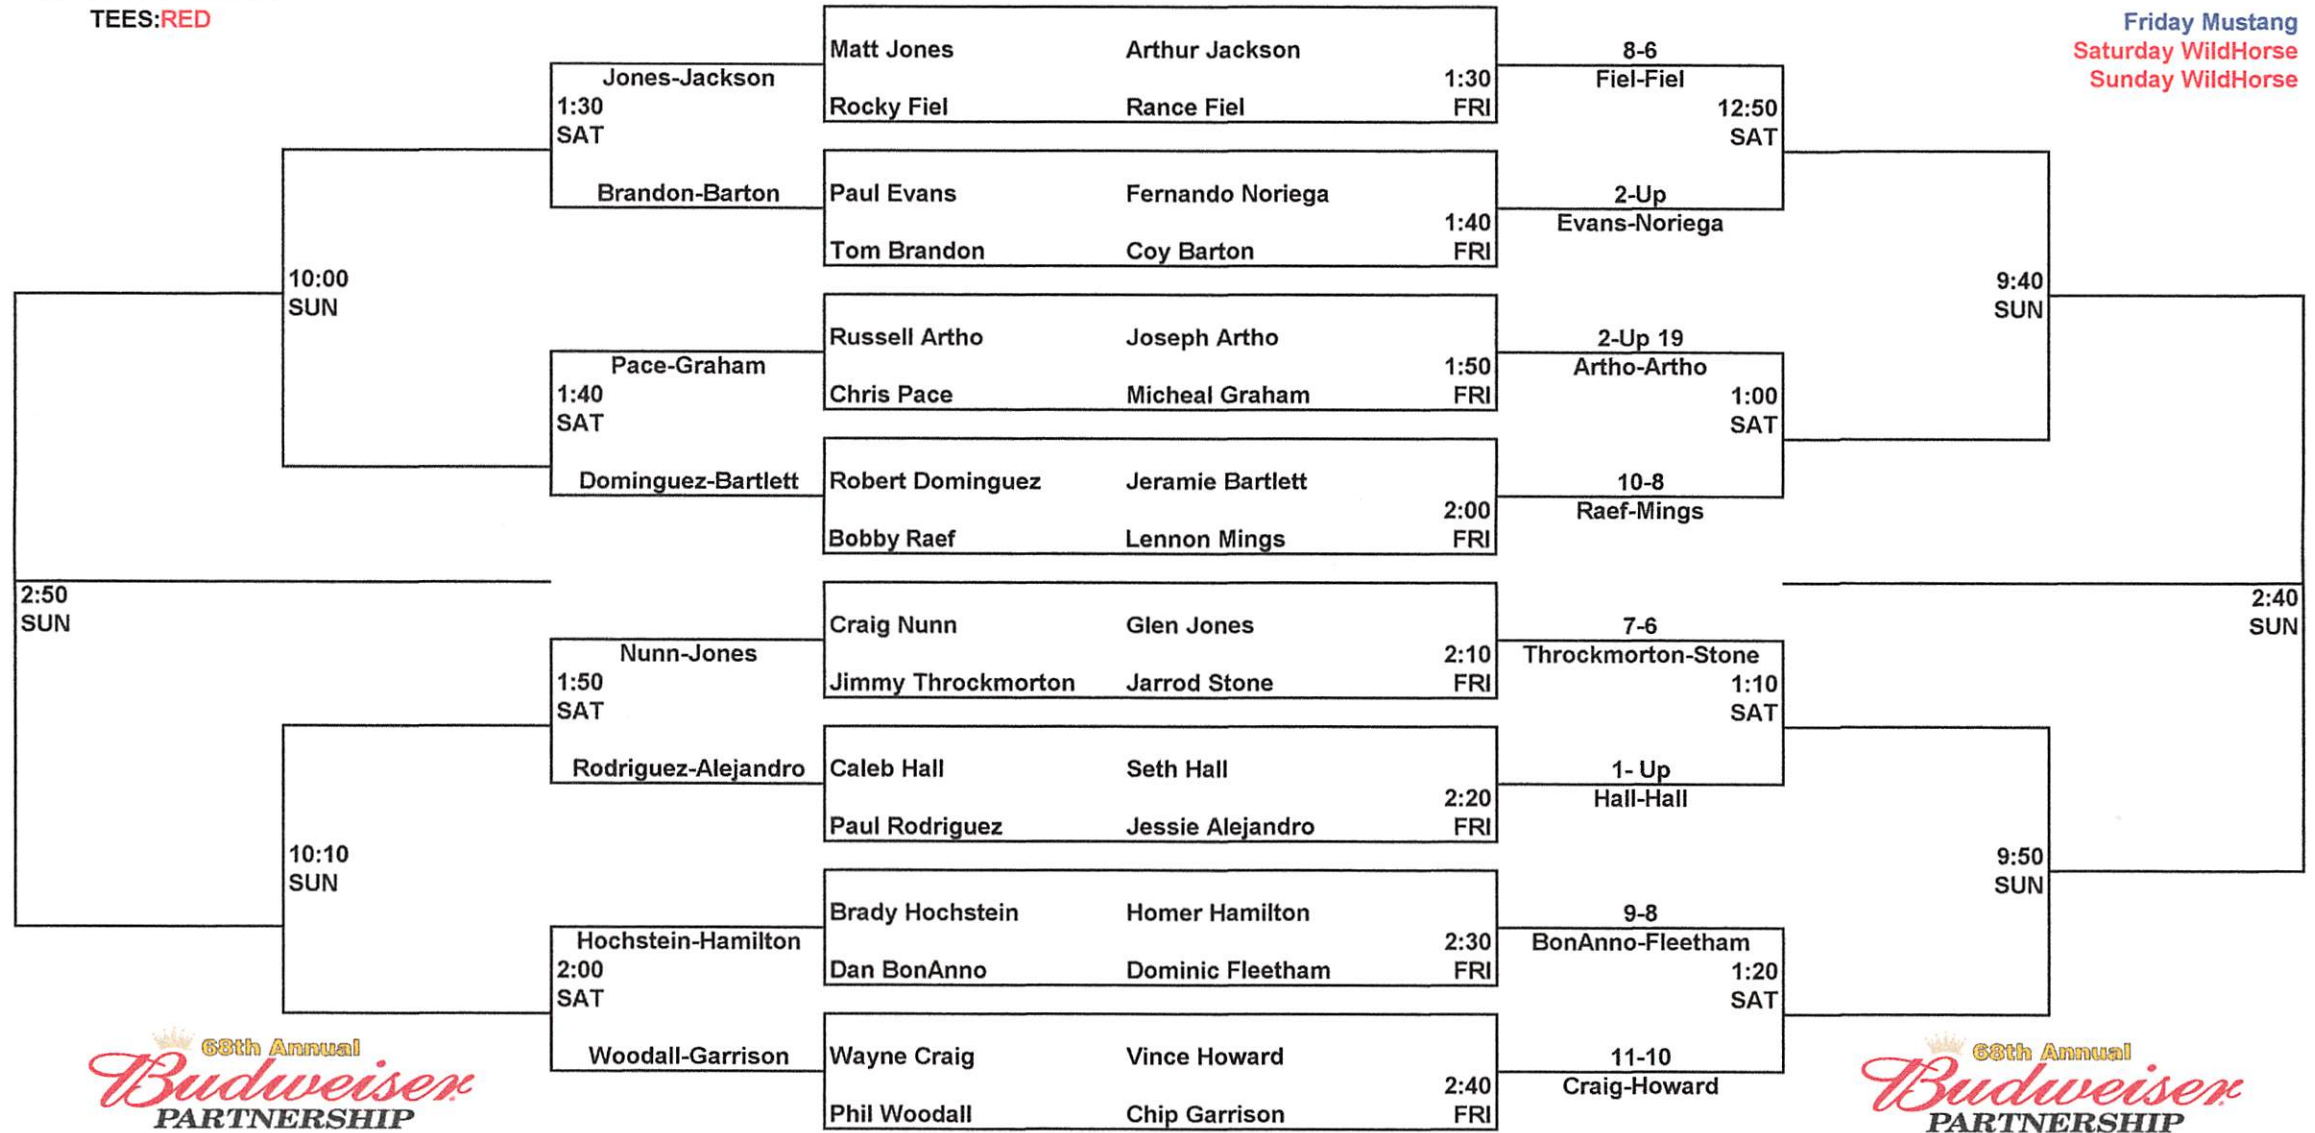 TEES:RED
Friday Mustang
Saturday WildHorse
Sunday WildHorse
Matt Jones Arthur Jackson
1:30
Rocky Fiel Rance Fiel FRI
Paul Evans Fernando Noriega
1:40
Tom Brandon Coy Barton FRI
Russell Artho Joseph Artho
1:50
Chris Pace Micheal Graham FRI
Robert Dominguez Jeramie Bartlett
2:00
Bobby Raef Lennon Mings FRI
Craig Nunn Glen Jones
2:10
Jimmy Throckmorton Jarrod Stone FRI
Caleb Hall Seth Hall
2:20
Paul Rodriguez Jessie Alejandro FRI
Brady Hochstein Homer Hamilton
2:30
Dan BonAnno Dominic Fleetham FRI
Wayne Craig Vince Howard
2:40
Phil Woodall Chip Garrison FRI
Jones-Jackson
1:30
SAT
Brandon-Barton
Pace-Graham
1:40
SAT
Dominguez-Bartlett
Nunn-Jones
1:50
SAT
Rodriguez-Alejandro
Hochstein-Hamilton
2:00
SAT
Woodall-Garrison
10:00
SUN
10:10
SUN
2:50
SUN
8-6
Fiel-Fiel
12:50
SAT
2-Up
Evans-Noriega
2-Up 19
Artho-Artho
1:00
SAT
10-8
Raef-Mings
7-6
Throckmorton-Stone
1:10
SAT
1- Up
Hall-Hall
9-8
BonAnno-Fleetham
1:20
SAT
11-10
Craig-Howard
9:40
SUN
9:50
SUN
2:40
SUN
68th Annual
Budweiser
PARTNERSHIP
68th Annual
Budweiser
PARTNERSHIP